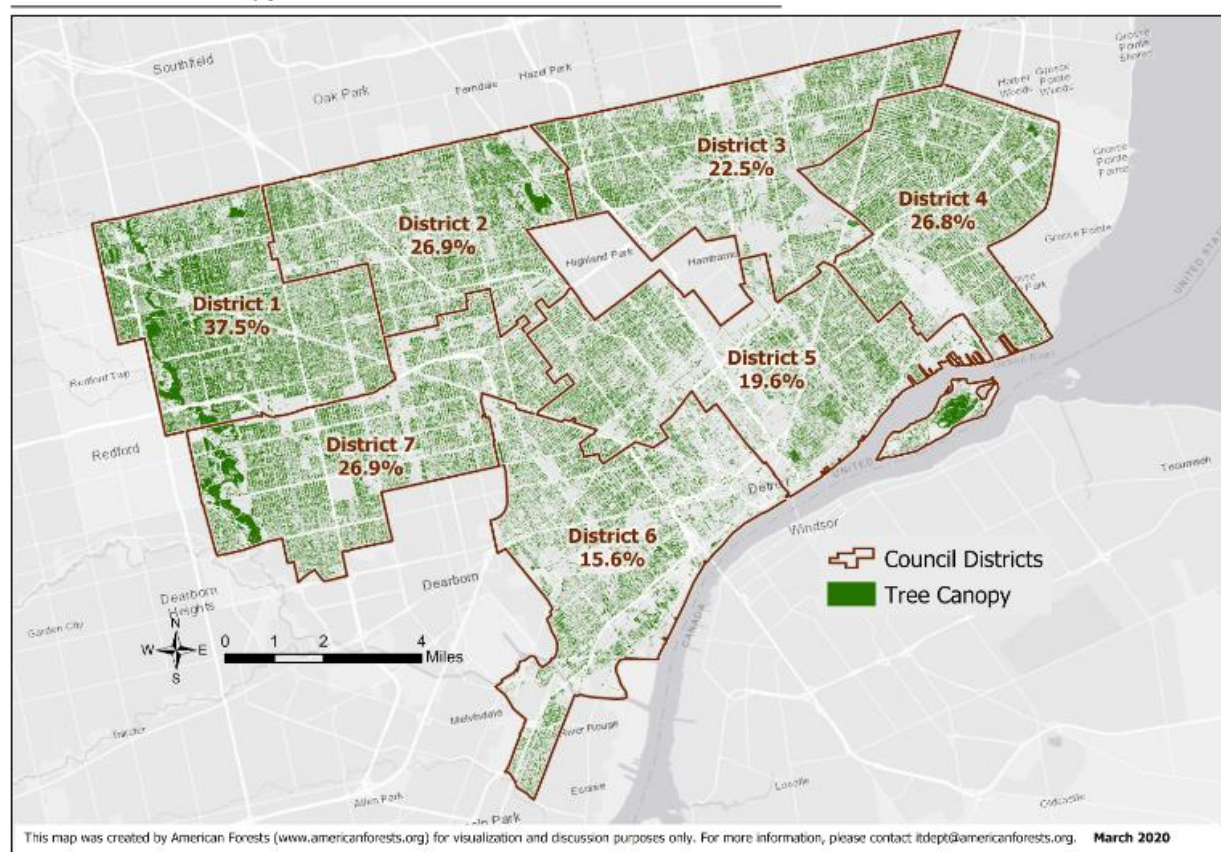 Southfield
Oak Park
Ferndale
Hazel Park
Harper Woods
Grosse Pointe Woods
Grosse Pointe Shores
Grosse Pointe Farms
District 3
22.5%
District 4
26.8%
District 2
26.9%
Highland Park
Hamtramck
Grosse Pointe
UNITED STATES
District 1
37.5%
Redford Twp
District 5
19.6%
Redford
District 7
26.9%
UNITED
Detroit
Tecumseh
Windsor
District 6
15.6%
Council Districts
Tree Canopy
Dearborn
Dearborn Heights
Garden City
N
W E
S
0 1 2 4
Miles
CANADA
Melvindale
River Rouge
Ecorse
Allen Park
Park
Lasalle
This map was created by American Forests (www.americanforests.org) for visualization and discussion purposes only. For more information, please contact itdept@americanforests.org. March 2020